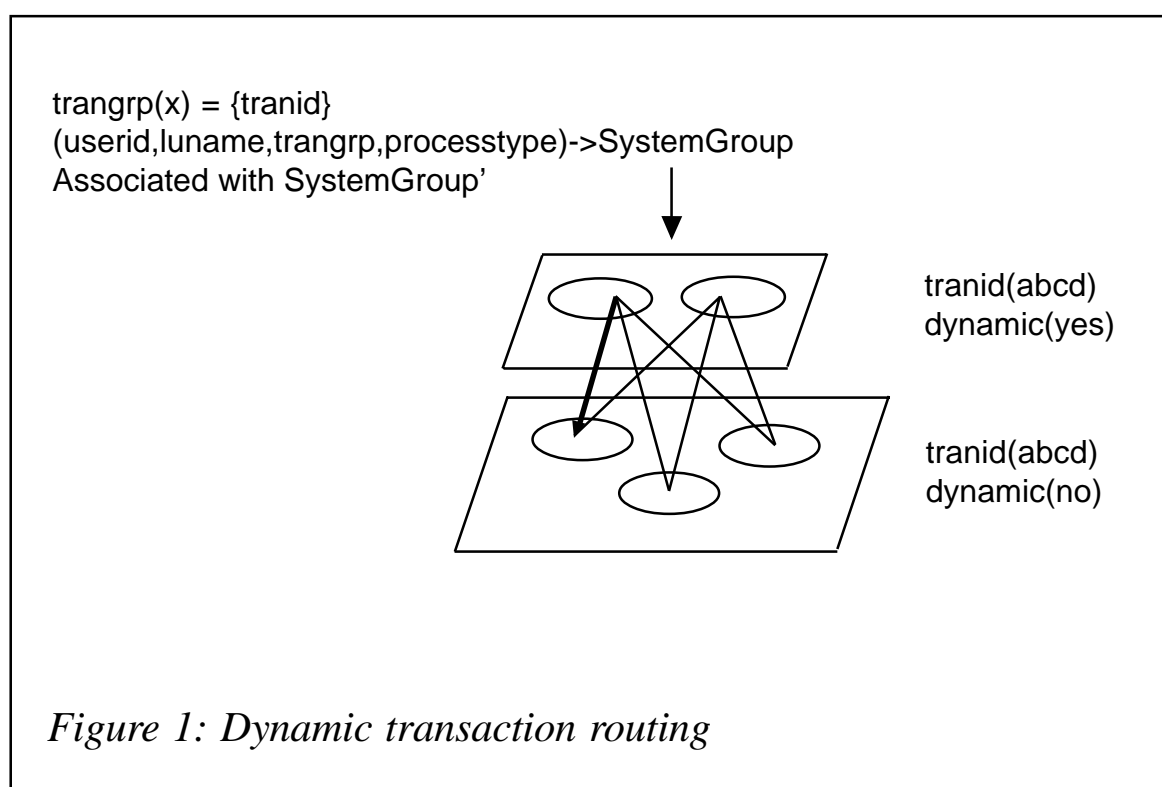 trangrp(x) = {tranid}
(userid,luname,trangrp,processtype)->SystemGroup
Associated with SystemGroup’
tranid(abcd)
dynamic(yes)
tranid(abcd)
dynamic(no)
Figure 1: Dynamic transaction routing